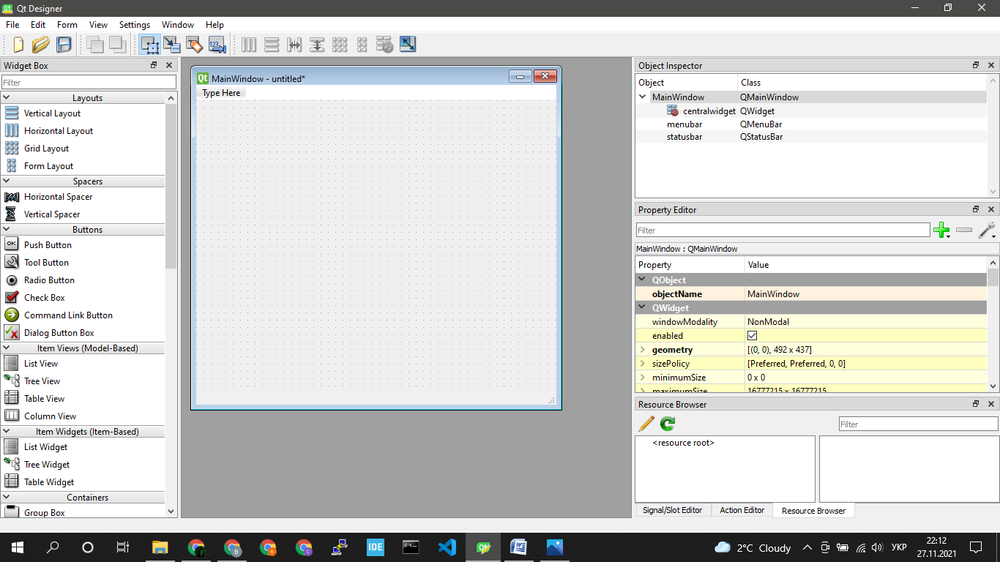 Qt Designer
File Edit Form View Settings Window Help
123
Widget Box
Filter
Layouts
Vertical Layout
Horizontal Layout
Grid Layout
Form Layout
Spacers
Horizontal Spacer
Vertical Spacer
Buttons
OK Push Button
Tool Button
Radio Button
Check Box
Command Link Button
Dialog Button Box
Item Views (Model-Based)
List View
Tree View
Table View
Column View
Item Widgets (Item-Based)
List Widget
Tree Widget
Table Widget
Containers
Group Box
Qt MainWindow - untitled*
Type Here
Object Inspector
Object Class
MainWindow QMainWindow
centralwidget QWidget
menubar QMenuBar
statusbar QStatusBar
Property Editor
Filter
MainWindow : QMainWindow
Property Value
QObject
objectName MainWindow
QWidget
windowModality NonModal
enabled
geometry [(0, 0), 492 x 437]
sizePolicy [Preferred, Preferred, 0, 0]
minimumSize 0 x 0
maximumSize 16777215 x 16777215
Resource Browser
Filter
<resource root>
Signal/Slot Editor Action Editor Resource Browser
IDE
2°C Cloudy
УКР
22:12
27.11.2021